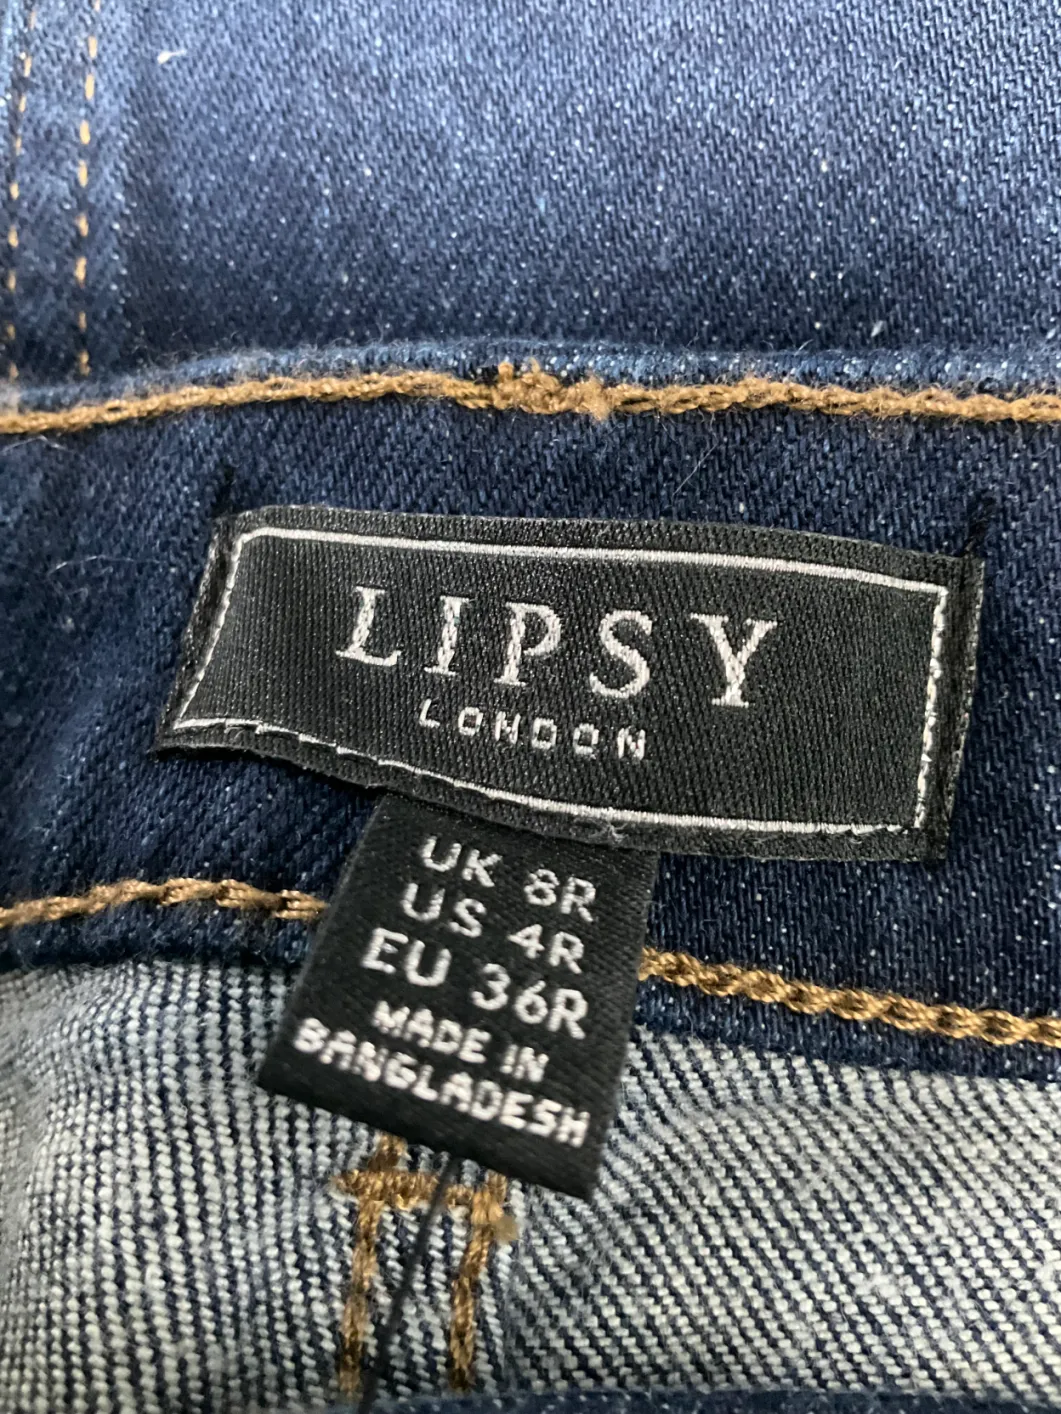 LIPSY
LONDON
UK 8R
US 4R
EU 36R
MADE IN
BANGLADESH